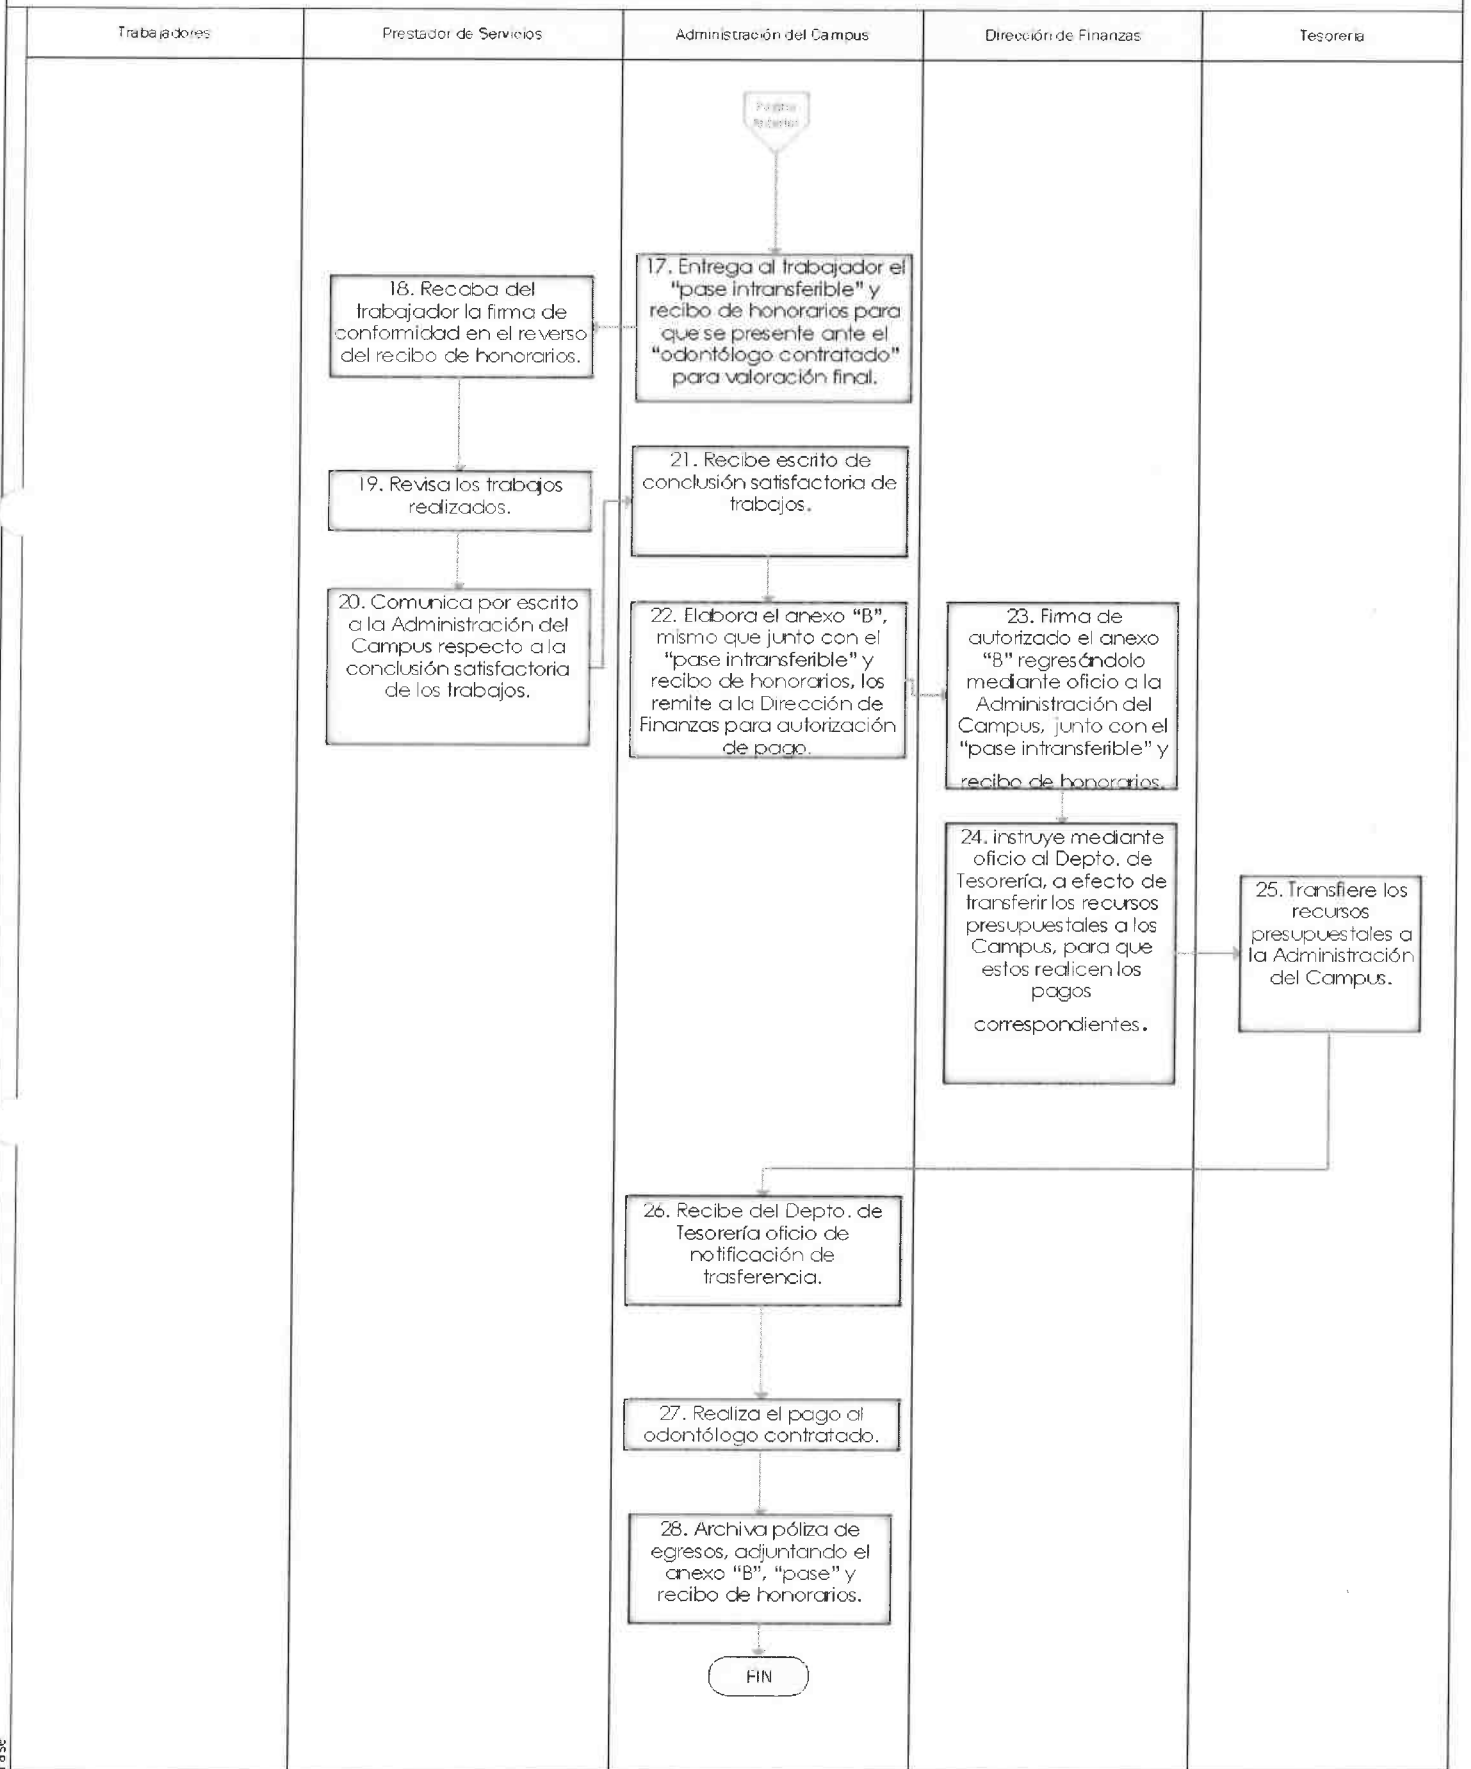 Trabajadores
Prestador de Servicios
Administración del Campus
Dirección de Finanzas
Tesorería
Página
Anterior
17. Entrega al trabajador el
“pase intransferible” y
recibo de honorarios para
que se presente ante el
“odontólogo contratado”
para valoración final.
18. Recaba del
trabajador la firma de
conformidad en el reverso
del recibo de honorarios.
19. Revisa los trabajos
realizados.
20. Comunica por escrito
a la Administración del
Campus respecto a la
conclusión satisfactoria
de los trabajos.
21. Recibe escrito de
conclusión satisfactoria de
trabajos.
22. Elabora el anexo “B”,
mismo que junto con el
“pase intransferible” y
recibo de honorarios, los
remite a la Dirección de
Finanzas para autorización
de pago.
23. Firma de
autorizado el anexo
“B” regresándolo
mediante oficio a la
Administración del
Campus, junto con el
“pase intransferible” y
recibo de honorarios.
24. instruye mediante
oficio al Depto. de
Tesorería, a efecto de
transferir los recursos
presupuestales a los
Campus, para que
estos realicen los
pagos
correspondientes.
25. Transfiere los
recursos
presupuestales a
la Administración
del Campus.
26. Recibe del Depto. de
Tesorería oficio de
notificación de
trasferencia.
27. Realiza el pago al
odontólogo contratado.
28. Archiva póliza de
egresos, adjuntando el
anexo “B”, “pase” y
recibo de honorarios.
FIN